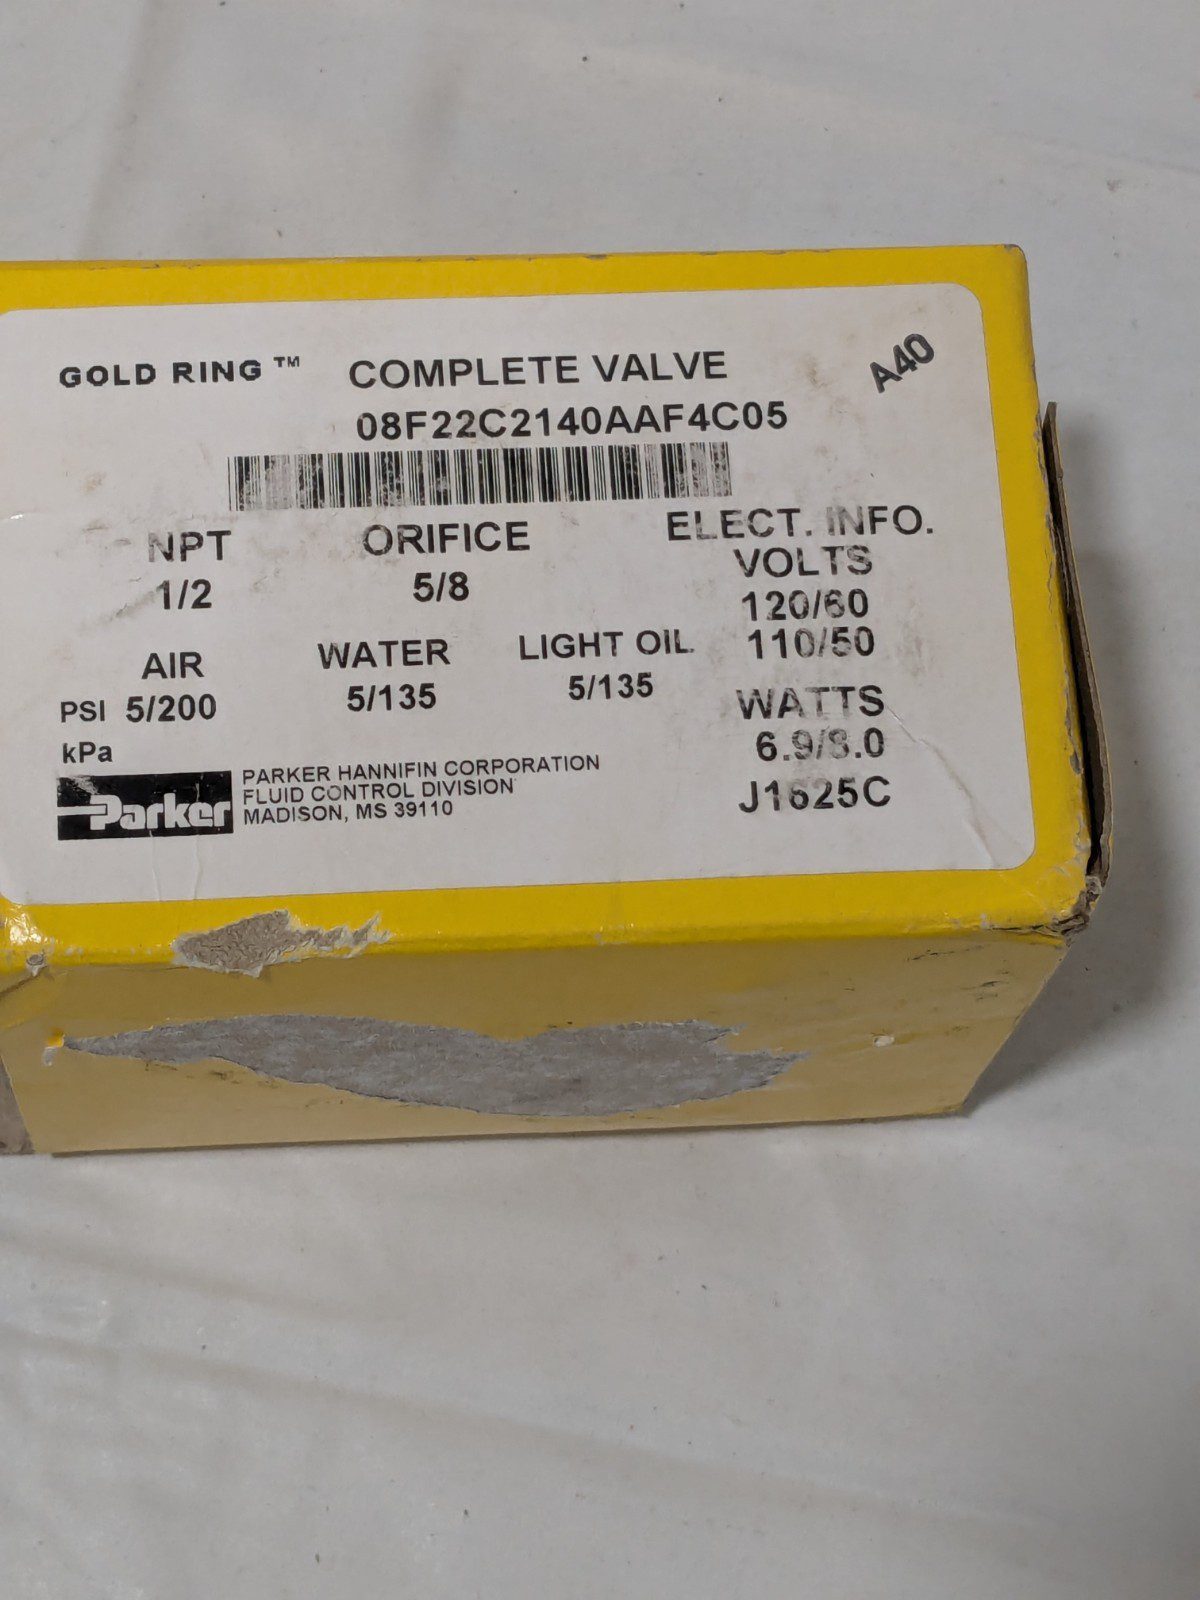 GOLD RING ™ COMPLETE VALVE
A40
08F22C2140AAF4C05
NPT ORIFICE ELECT. INFO.
1/2 5/8 VOLTS
120/60
110/50
AIR WATER LIGHT OIL
PSI 5/200 5/135 5/135
WATTS
6.9/8.0
kPa
J1625C
Parker
PARKER HANNIFIN CORPORATION
FLUID CONTROL DIVISION
MADISON, MS 39110